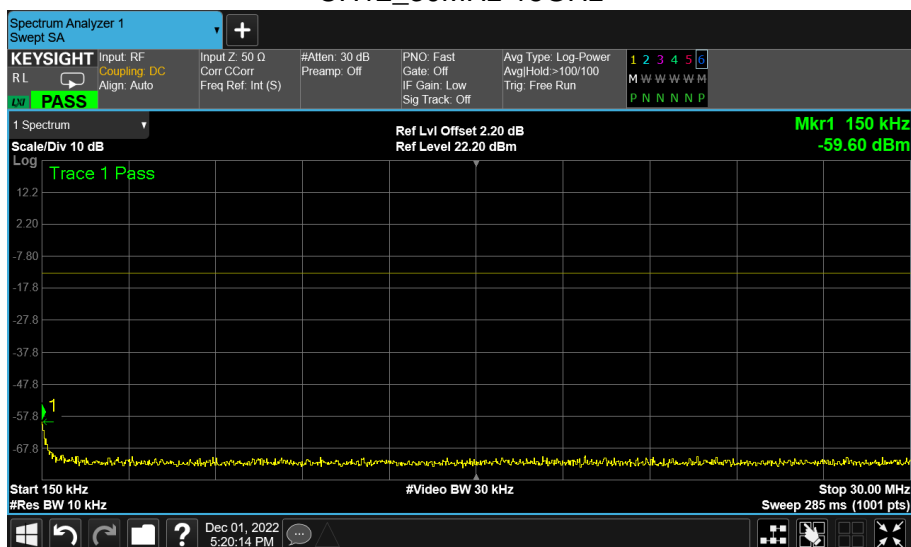 Spectrum Analyzer 1
Swept SA
KEYSIGHT
RL
LXI
PASS
Input: RF
Coupling: DC
Align: Auto
Input Z: 50 Ω
Corr CCorr
Freq Ref: Int (S)
#Atten: 30 dB
Preamp: Off
PNO: Fast
Gate: Off
IF Gain: Low
Sig Track: Off
Avg Type: Log-Power
Avg|Hold:>100/100
Trig: Free Run
1 2 3 4 5 6
M W W W W M
P N N N N P
1 Spectrum
Scale/Div 10 dB
Ref Lvl Offset 2.20 dB
Ref Level 22.20 dBm
Mkr1 150 kHz
-59.60 dBm
Log
Trace 1 Pass
12.2
2.20
-7.80
-17.8
-27.8
-37.8
-47.8
1
-57.8
-67.8
Start 150 kHz
#Res BW 10 kHz
#Video BW 30 kHz
Stop 30.00 MHz
Sweep 285 ms (1001 pts)
?
Dec 01, 2022
5:20:14 PM